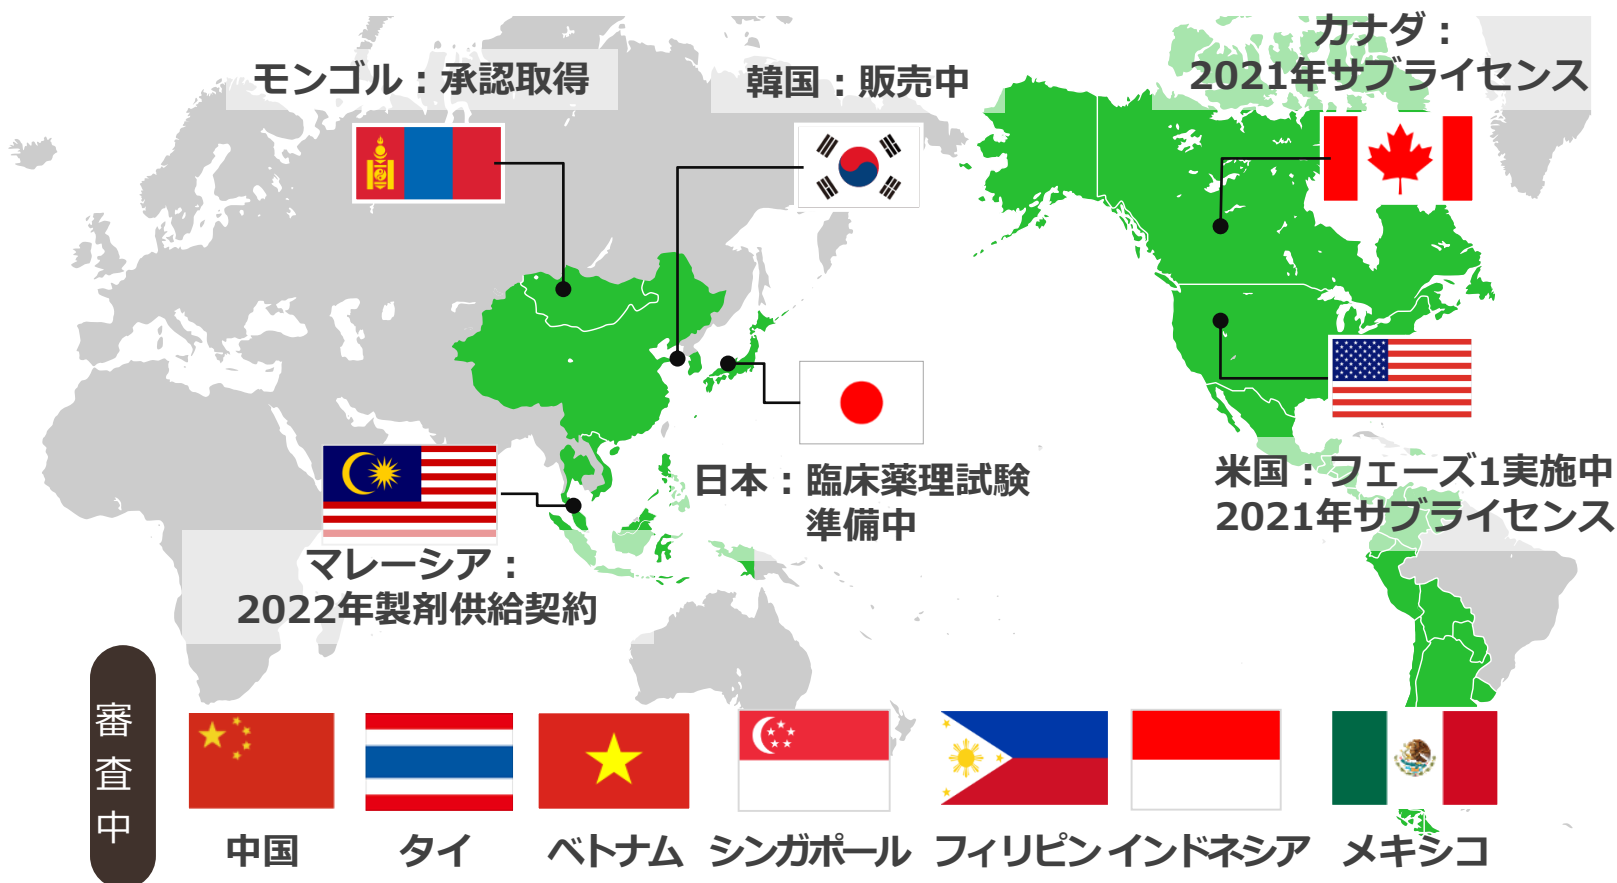 モンゴル：承認取得
韓国：販売中
カナダ：
2021年サブライセンス
日本：臨床薬理試験
準備中
米国：フェーズ1実施中
2021年サブライセンス
マレーシア：
2022年製剤供給契約
審査中
中国
タイ
ベトナム
シンガポール
フィリピン
インドネシア
メキシコ